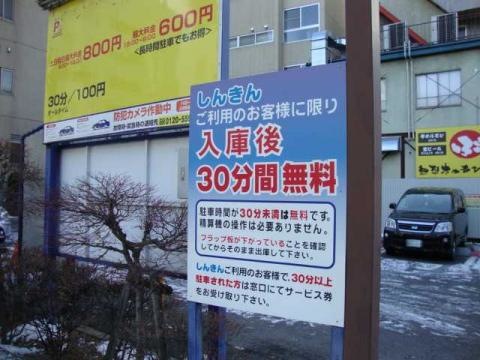 P
800円
600円
<長時間駐車でもお得>
30分/100円
オールタイム
防犯カメラ作動中
しんきん
ご利用のお客様に限り
入庫後
30分間無料
駐車時間が30分未満は無料です。
精算機の操作は必要ありません。
フラップ板が下がっていることを確認
してからそのまま出庫して下さい。
しんきんご利用のお客様で、30分以上
駐車された方は窓口にてサービス券
をお受け取り下さい。